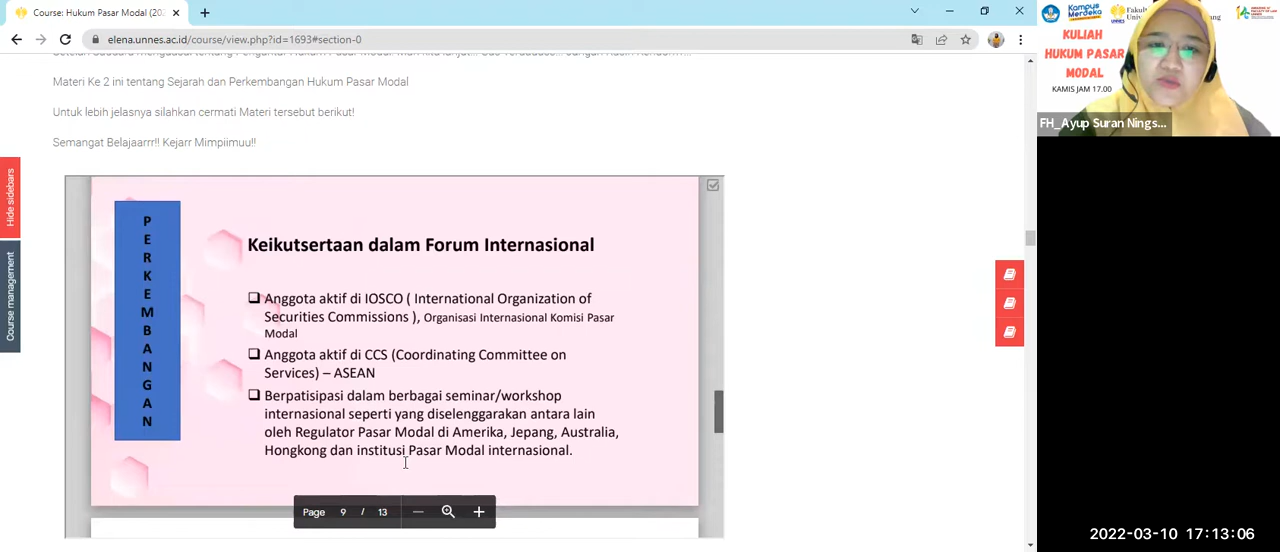 Course: Hukum Pasar Modal (20
elena.unnes.ac.id/course/view.php?id=1693#section-0
Materi Ke 2 ini tentang Sejarah dan Perkembangan Hukum Pasar Modal
Untuk lebih jelasnya silahkan cermati Materi tersebut berikut!
Semangat Belajaarrr!! Kejarr Mimpiimuu!!
Hide sidebars
Course management
PERKEMBANGAN
Keikutsertaan dalam Forum Internasional
Anggota aktif di IOSCO ( International Organization of
Securities Commissions ), Organisasi Internasional Komisi Pasar
Modal
Anggota aktif di CCS (Coordinating Committee on
Services) – ASEAN
Berpatisipasi dalam berbagai seminar/workshop
internasional seperti yang diselenggarakan antara lain
oleh Regulator Pasar Modal di Amerika, Jepang, Australia,
Hongkong dan institusi Pasar Modal internasional.
Page 9 / 13
Kampus
Merdeka
KULIAH
HUKUM PASAR
MODAL
KAMIS JAM 17.00
FH_Ayup Suran Nings...
2022-03-10 17:13:06